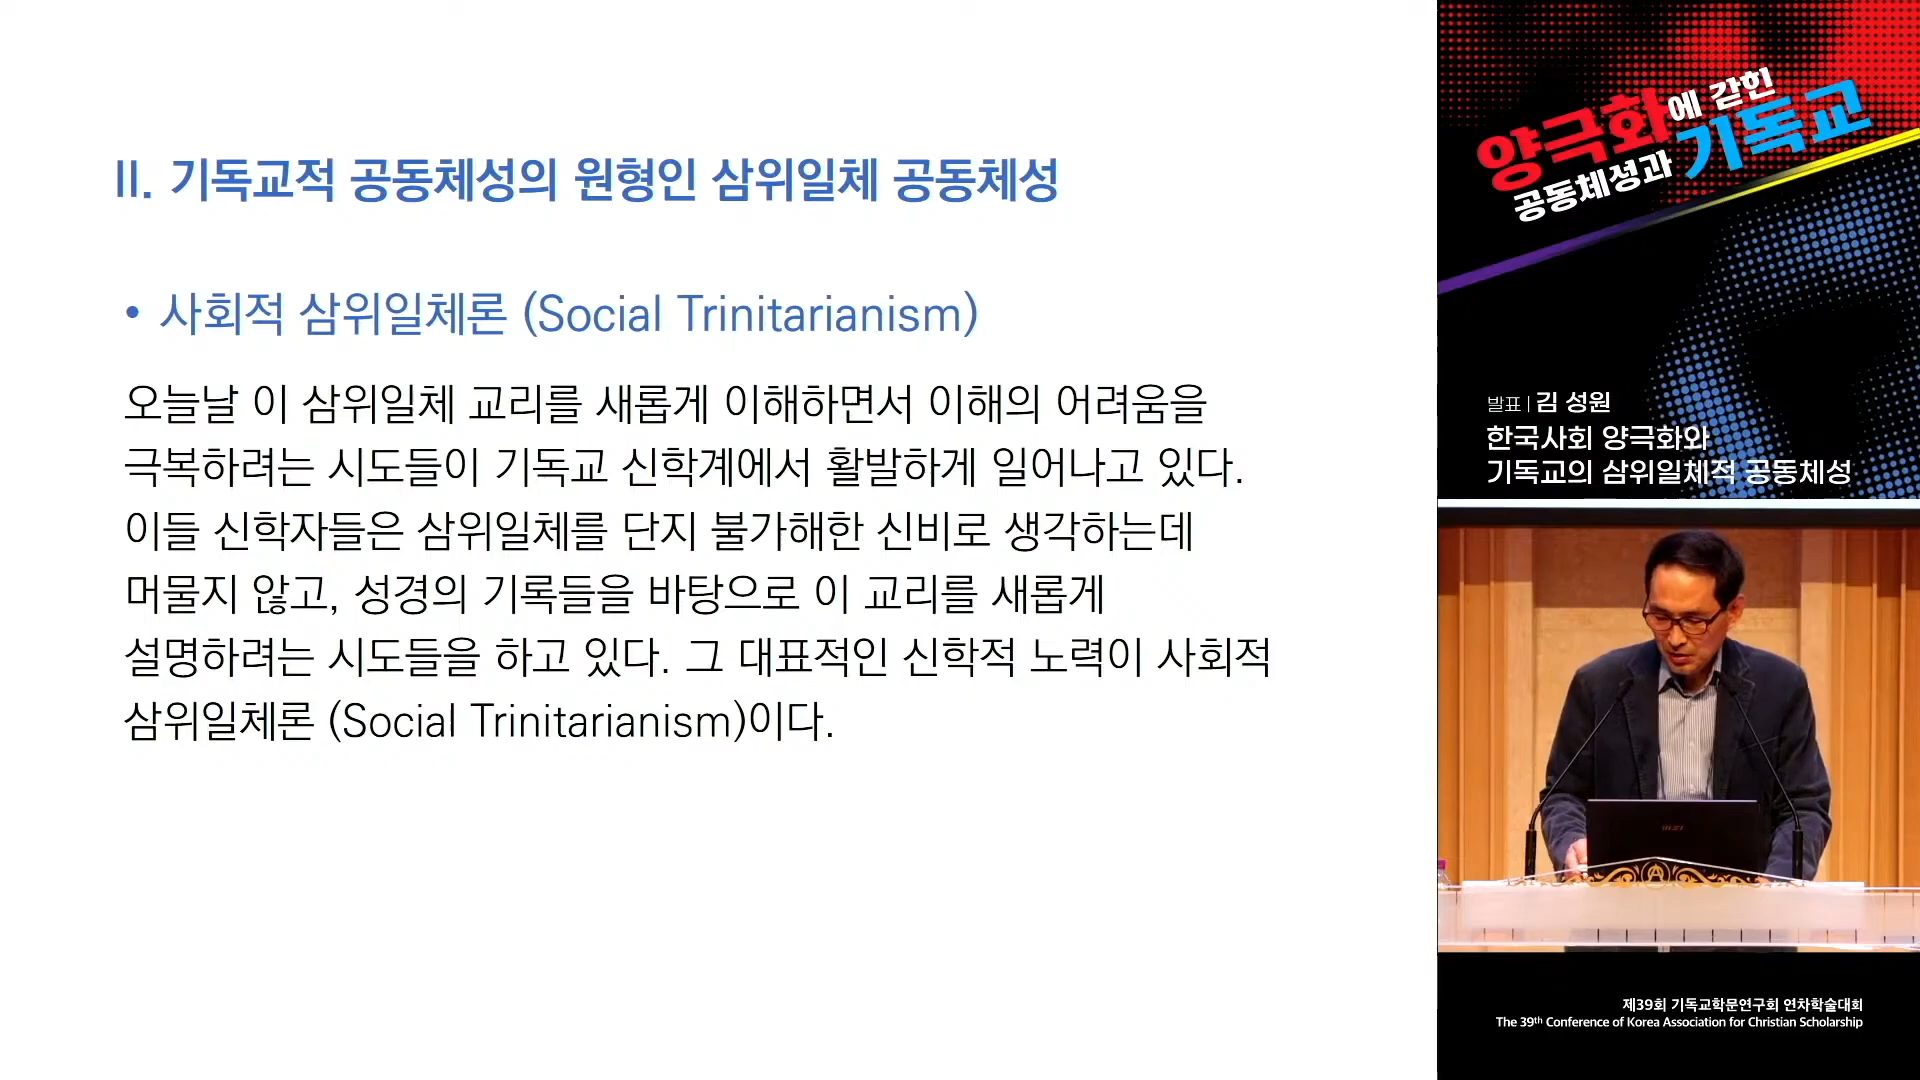 II. 기독교적 공동체성의 원형인 삼위일체 공동체성
• 사회적 삼위일체론 (Social Trinitarianism)
오늘날 이 삼위일체 교리를 새롭게 이해하면서 이해의 어려움을
극복하려는 시도들이 기독교 신학계에서 활발하게 일어나고 있다.
이들 신학자들은 삼위일체를 단지 불가해한 신비로 생각하는데
머물지 않고, 성경의 기록들을 바탕으로 이 교리를 새롭게
설명하려는 시도들을 하고 있다. 그 대표적인 신학적 노력이 사회적
삼위일체론 (Social Trinitarianism)이다.
양극화에 갇힌
공동체성과 기독교
발표 | 김 성원
한국사회 양극화와
기독교의 삼위일체적 공동체성
msi
제39회 기독교학문연구회 연차학술대회
The 39th Conference of Korea Association for Christian Scholarship